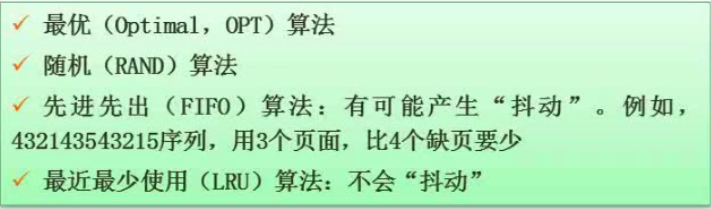 ✓ 最优（Optimal，OPT）算法
✓ 随机（RAND）算法
✓ 先进先出（FIFO）算法：有可能产生“抖动”。例如，
432143543215序列，用3个页面，比4个缺页要少
✓ 最近最少使用（LRU）算法：不会“抖动”